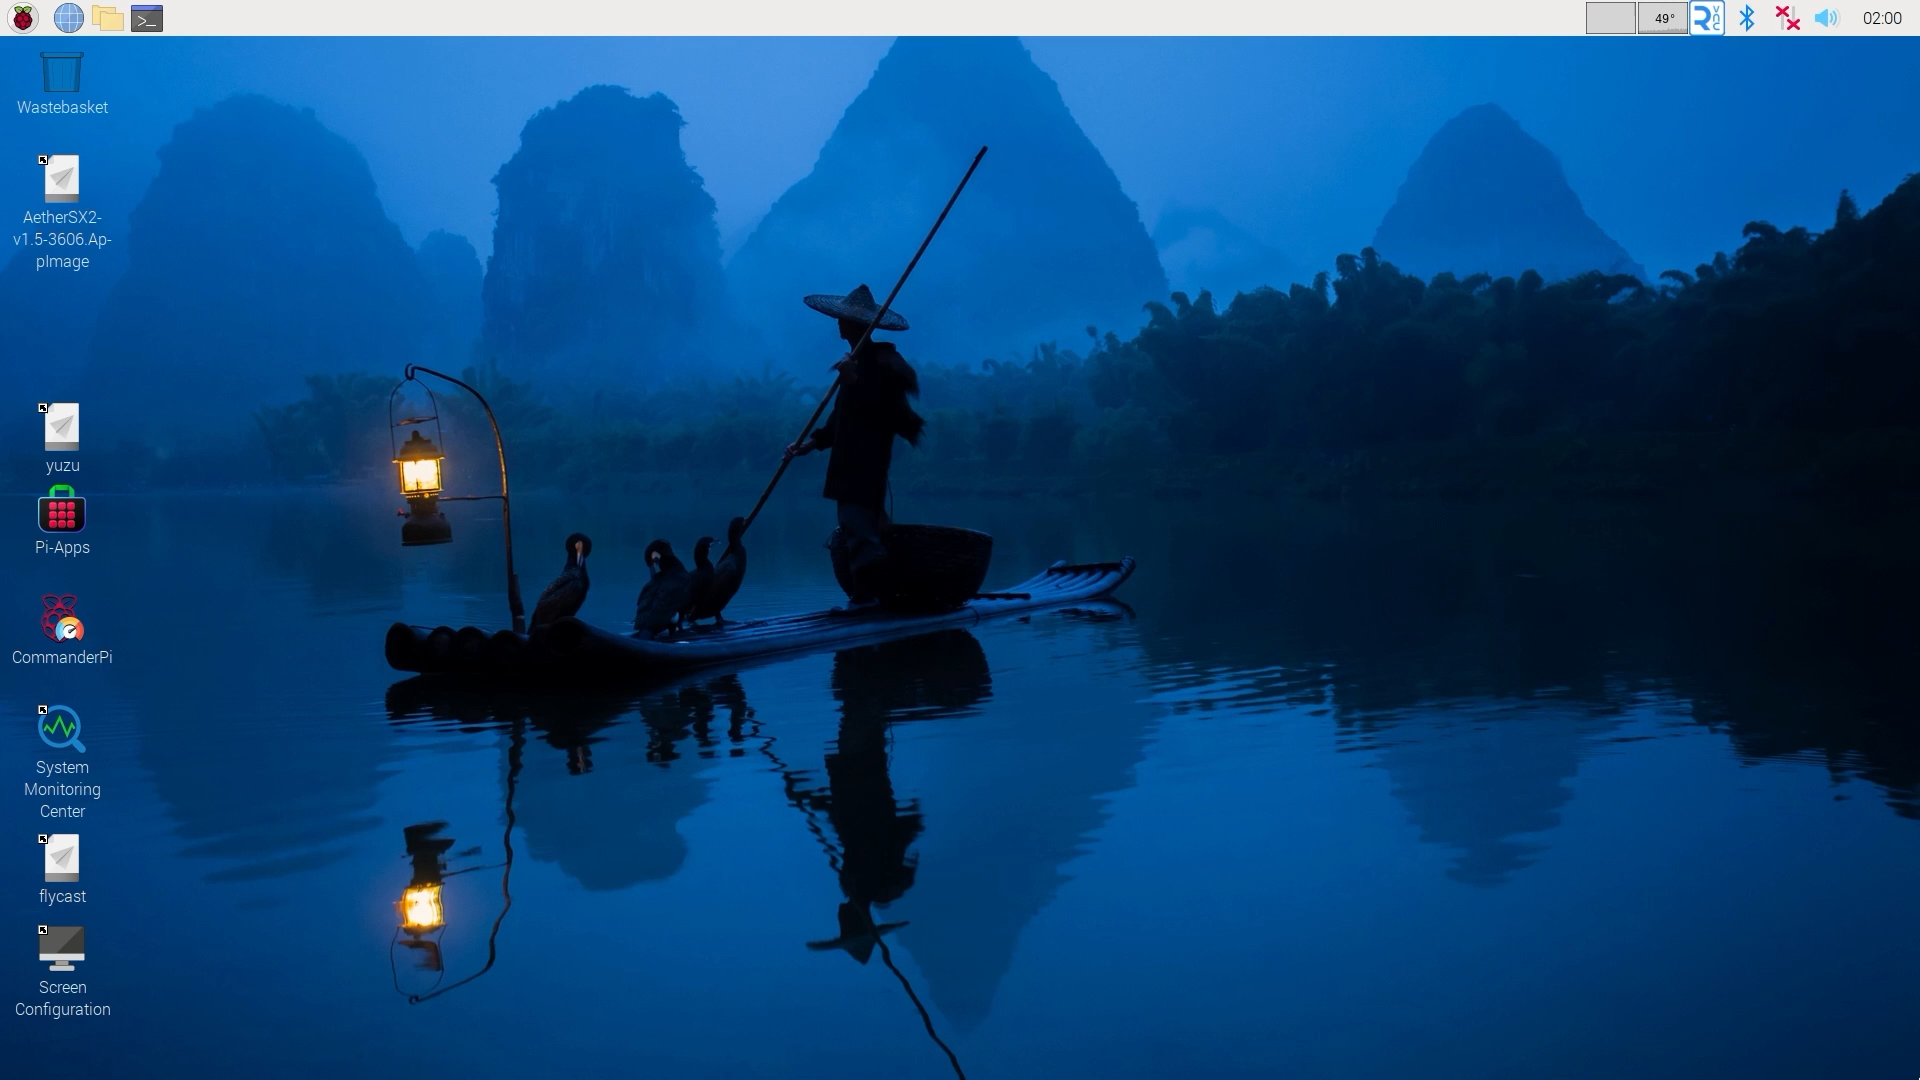 >_
49°
VNC
02:00
Wastebasket
AetherSX2-
v1.5-3606.Ap-
pImage
yuzu
Pi-Apps
CommanderPi
System
Monitoring
Center
flycast
Screen
Configuration